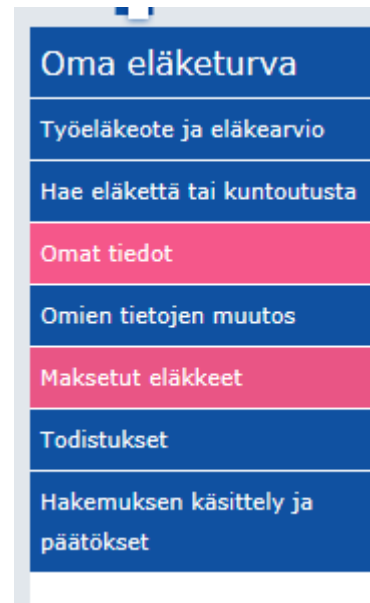 Oma eläketurva
Työeläkeote ja eläkearvio
Hae eläkettä tai kuntoutusta
Omat tiedot
Omien tietojen muutos
Maksetut eläkkeet
Todistukset
Hakemuksen käsittely ja
päätökset